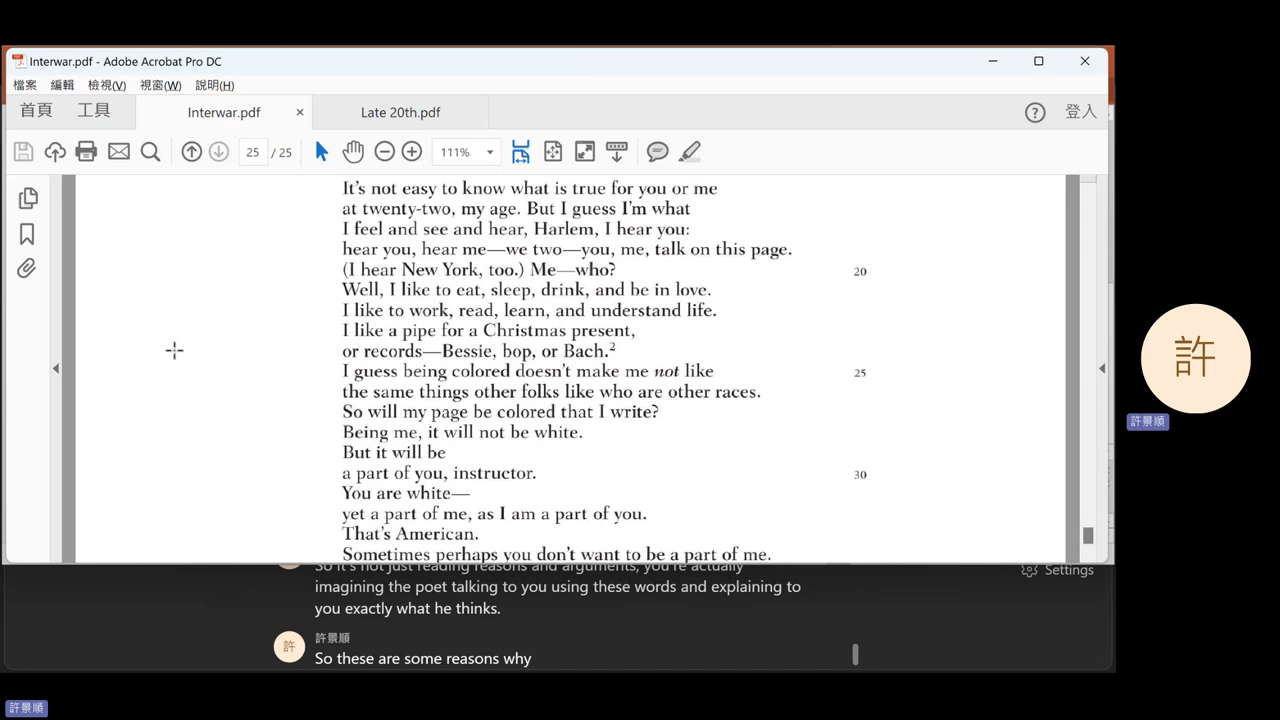 Interwar.pdf - Adobe Acrobat Pro DC
檔案 編輯 檢視(V) 視窗(W) 說明(H)
首頁 工具 Interwar.pdf × Late 20th.pdf ? 登入
25 / 25 111%
It's not easy to know what is true for you or me
at twenty-two, my age. But I guess I'm what
I feel and see and hear, Harlem, I hear you:
hear you, hear me—we two—you, me, talk on this page.
(I hear New York, too.) Me—who? 20
Well, I like to eat, sleep, drink, and be in love.
I like to work, read, learn, and understand life.
I like a pipe for a Christmas present,
or records—Bessie, bop, or Bach.²
I guess being colored doesn't make me not like 25
the same things other folks like who are other races.
So will my page be colored that I write?
Being me, it will not be white.
But it will be
a part of you, instructor. 30
You are white—
yet a part of me, as I am a part of you.
That's American.
Sometimes perhaps you don't want to be a part of me.
So it's not just reading reasons and arguments, you're actually
imagining the poet talking to you using these words and explaining to
you exactly what he thinks.
許 許景順
So these are some reasons why
Settings
許
許景順
許景順